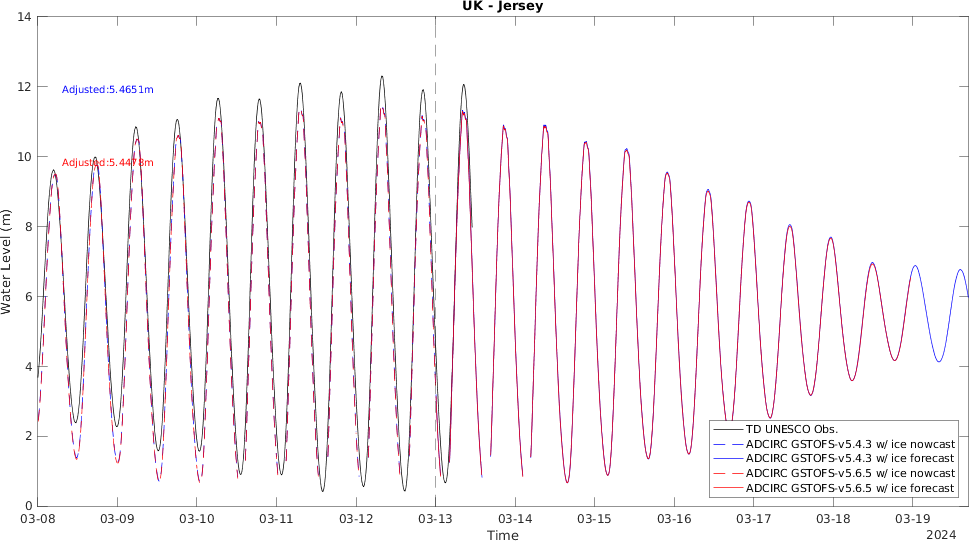 UK - Jersey
14
12
10
8
6
4
2
0
Water Level (m)
Adjusted:5.4651m
Adjusted:5.4478m
TD UNESCO Obs.
ADCIRC GSTOFS-v5.4.3 w/ ice nowcast
ADCIRC GSTOFS-v5.4.3 w/ ice forecast
ADCIRC GSTOFS-v5.6.5 w/ ice nowcast
ADCIRC GSTOFS-v5.6.5 w/ ice forecast
03-08 03-09 03-10 03-11 03-12 03-13 03-14 03-15 03-16 03-17 03-18 03-19
Time
2024